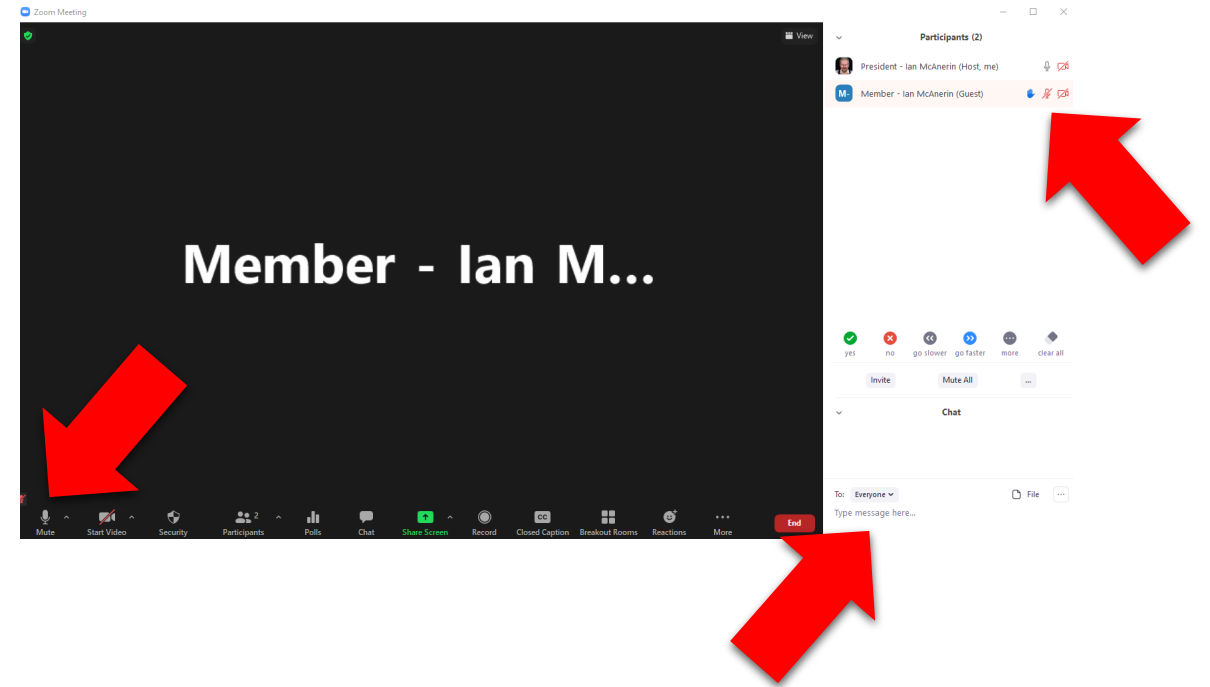 Zoom Meeting
View
Member - Ian M...
Mute
Start Video
Security
2
Participants
Polls
Chat
Share Screen
Record
CC
Closed Caption
Breakout Rooms
Reactions
More
End
Participants (2)
President - Ian McAnerin (Host, me)
M- Member - Ian McAnerin (Guest)
yes no go slower go faster more clear all
Invite Mute All ...
Chat
To: Everyone File ...
Type message here...